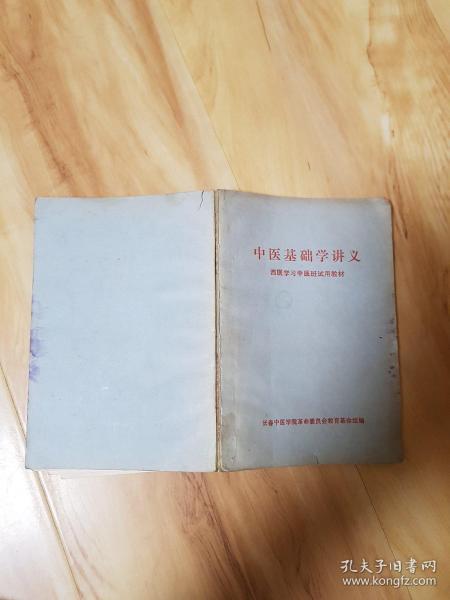 中医基础学讲义
西医学习中医班试用教材
长春中医学院革命委员会教育革命组编
孔夫子旧书网
www.kongfz.com